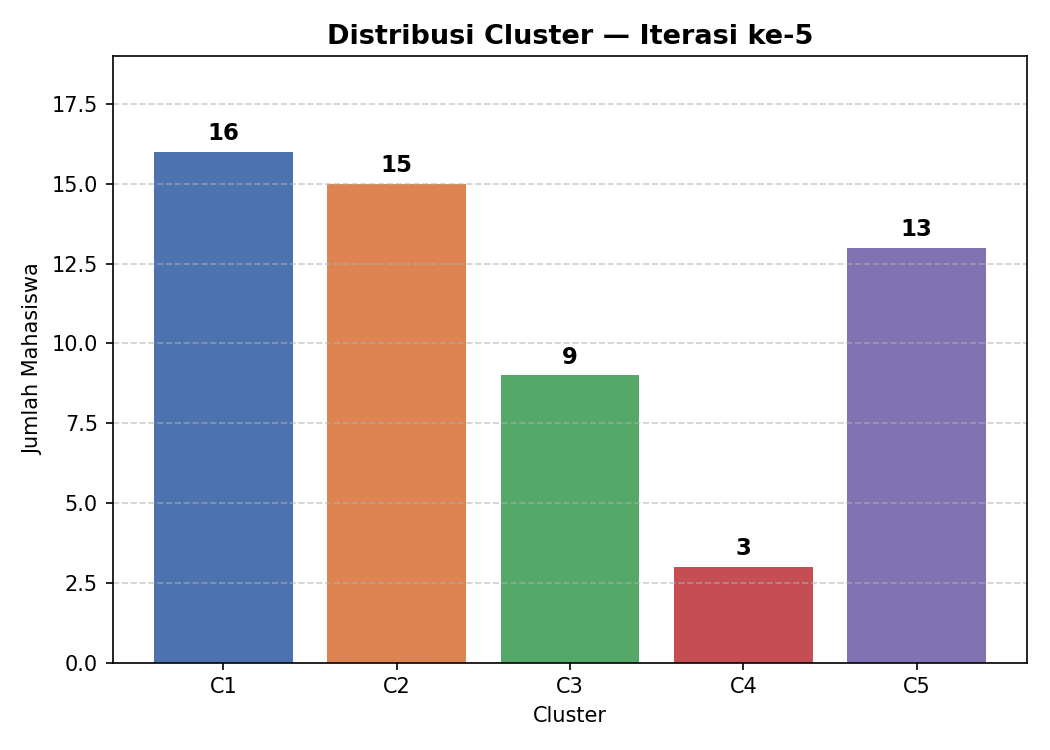 Distribusi Cluster — Iterasi ke-5
Jumlah Mahasiswa
17.5
15.0
12.5
10.0
7.5
5.0
2.5
0.0
16
15
9
3
13
C1
C2
C3
C4
C5
Cluster